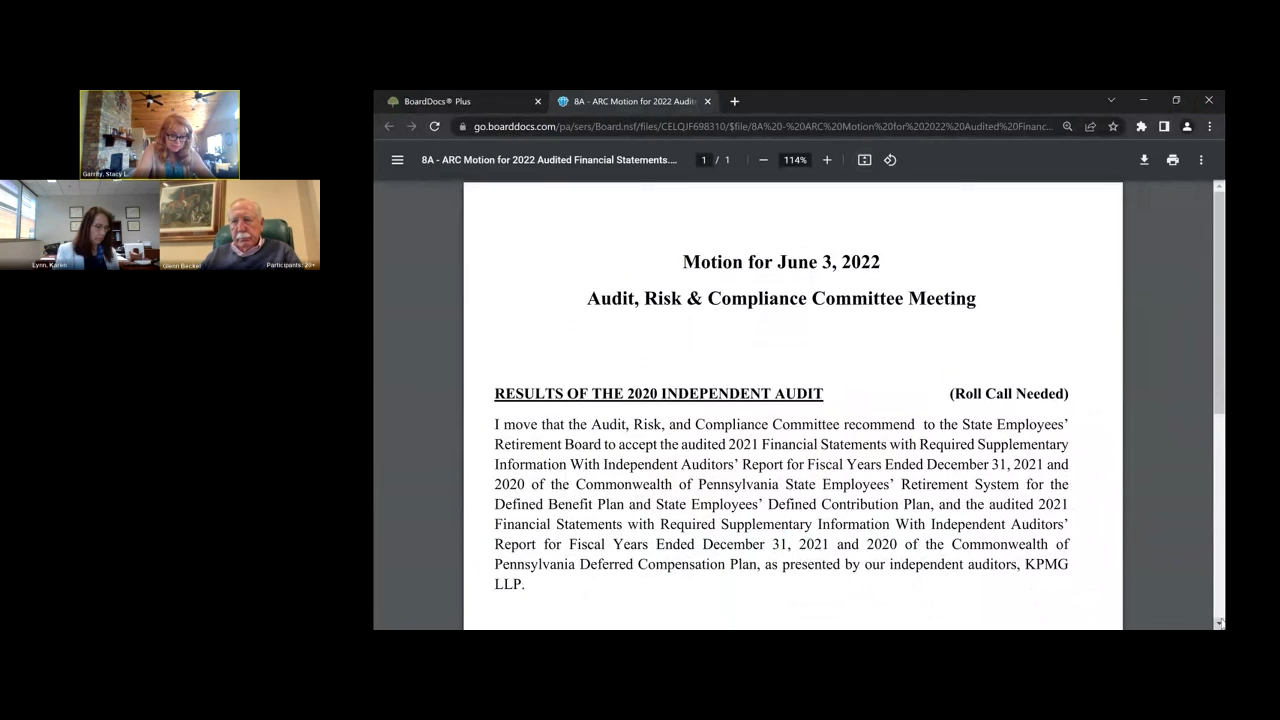 Garrity, Stacy L.
Lynn, Karen
Glenn Becker
Participants: 20+
BoardDocs® Plus
8A - ARC Motion for 2022 Audite
go.boarddocs.com/pa/sers/Board.nsf/files/CELQJF698310/$file/8A%20-%20ARC%20Motion%20for%202022%20Audited%20Financ...
8A - ARC Motion for 2022 Audited Financial Statements....
1 / 1
114%
Motion for June 3, 2022
Audit, Risk & Compliance Committee Meeting
RESULTS OF THE 2020 INDEPENDENT AUDIT (Roll Call Needed)
I move that the Audit, Risk, and Compliance Committee recommend to the State Employees’
Retirement Board to accept the audited 2021 Financial Statements with Required Supplementary
Information With Independent Auditors’ Report for Fiscal Years Ended December 31, 2021 and
2020 of the Commonwealth of Pennsylvania State Employees’ Retirement System for the
Defined Benefit Plan and State Employees’ Defined Contribution Plan, and the audited 2021
Financial Statements with Required Supplementary Information With Independent Auditors’
Report for Fiscal Years Ended December 31, 2021 and 2020 of the Commonwealth of
Pennsylvania Deferred Compensation Plan, as presented by our independent auditors, KPMG
LLP.